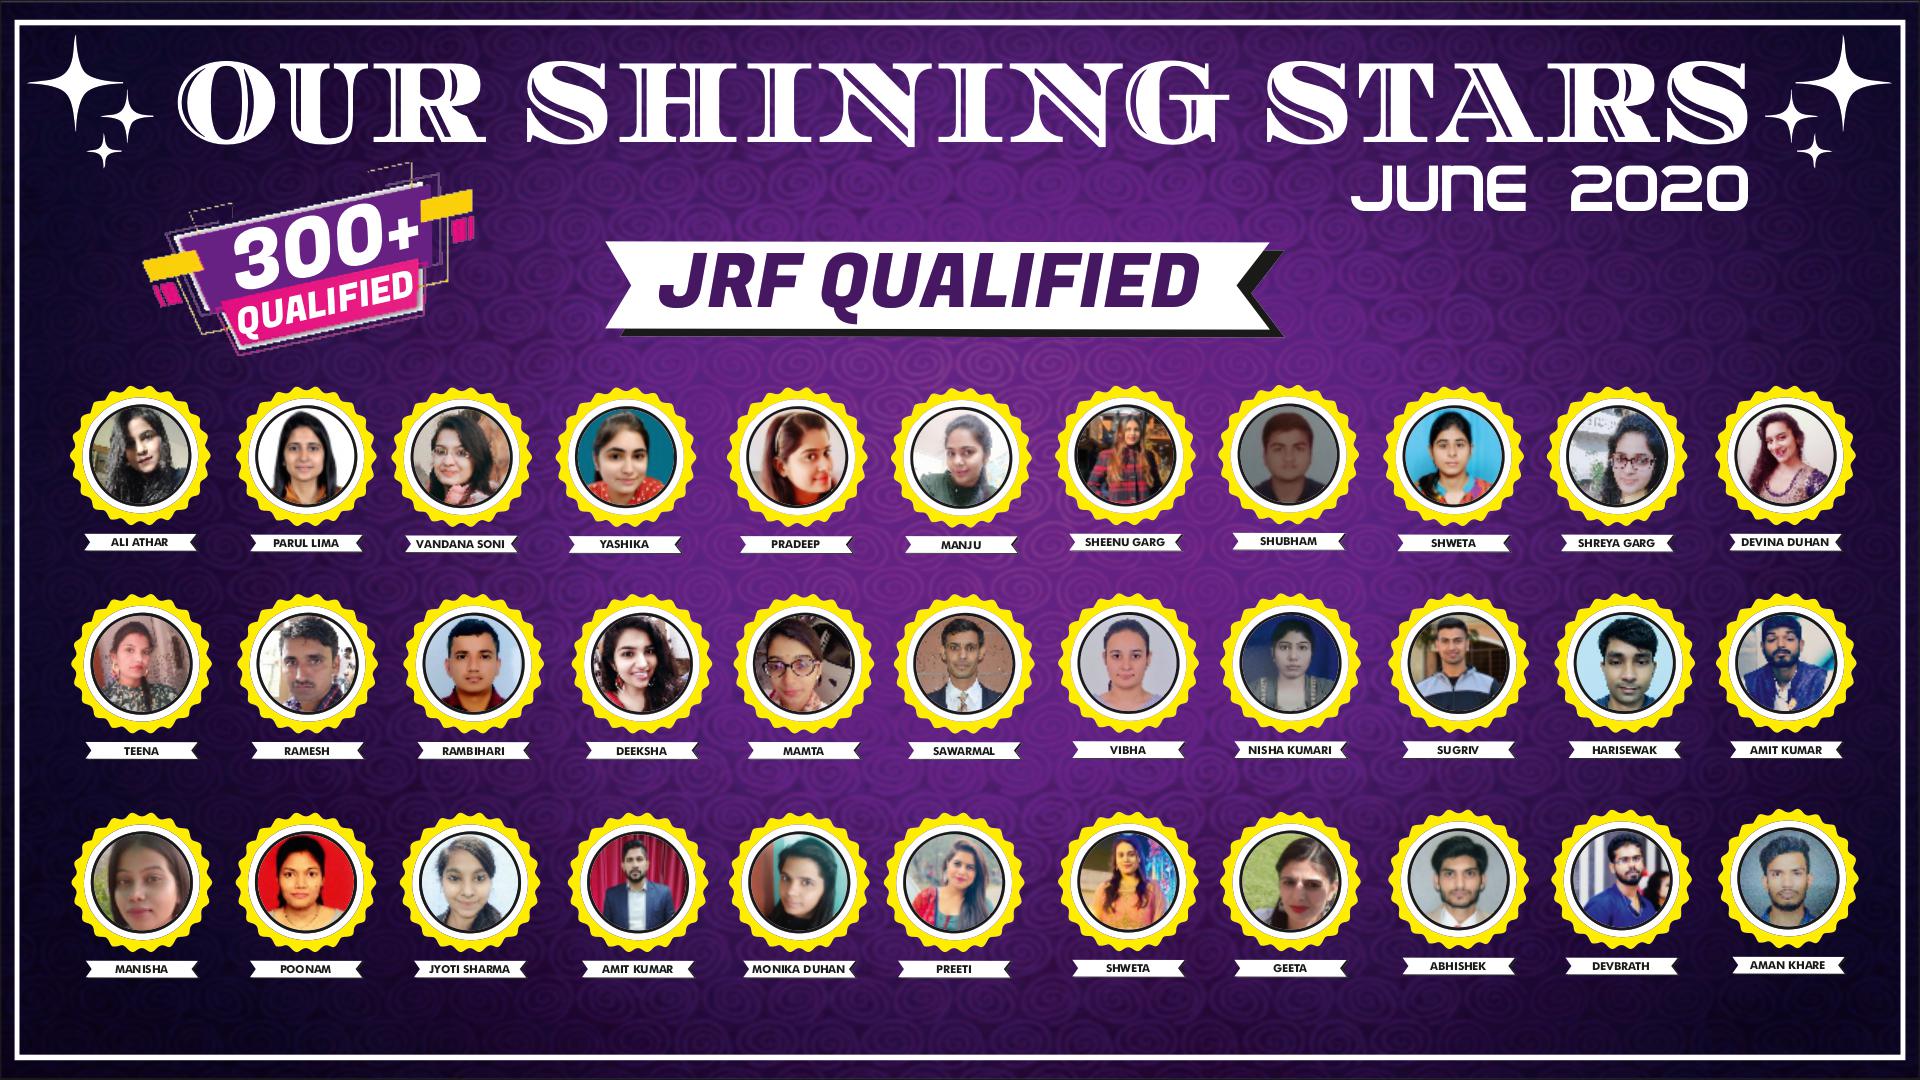 OUR SHINING STARS
JUNE 2020
300+
QUALIFIED
JRF QUALIFIED
ALI ATHAR PARUL LIMA VANDANA SONI YASHIKA PRADEEP MANJU SHEENU GARG SHUBHAM SHWETA SHREYA GARG DEVINA DUHAN
TEENA RAMESH RAMBIHARI DEEKSHA MAMTA SAWARMAL VIBHA NISHA KUMARI SUGRIV HARISEWAK AMIT KUMAR
MANISHA POONAM JYOTI SHARMA AMIT KUMAR MONIKA DUHAN PREETI SHWETA GEETA ABHISHEK DEVBRATH AMAN KHARE